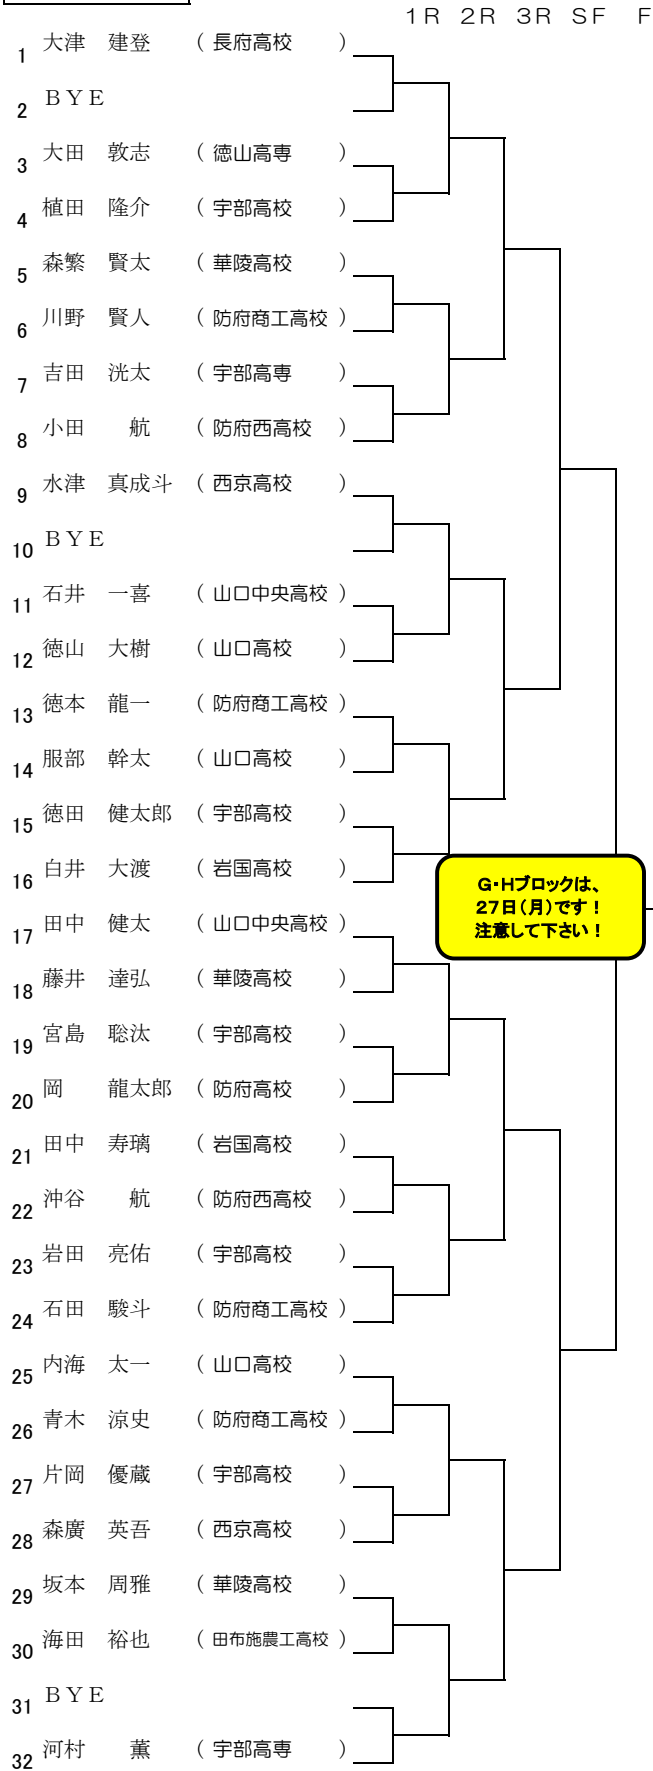 １Ｒ ２Ｒ ３Ｒ ＳＦ Ｆ
1 大津　建登 （ 長府高校 ）
2 ＢＹＥ
3 大田　敦志 （ 徳山高専 ）
4 植田　隆介 （ 宇部高校 ）
5 森繁　賢太 （ 華陵高校 ）
6 川野　賢人 （ 防府商工高校 ）
7 吉田　洸太 （ 宇部高専 ）
8 小田　　航 （ 防府西高校 ）
9 水津　真成斗 （ 西京高校 ）
10 ＢＹＥ
11 石井　一喜 （ 山口中央高校 ）
12 徳山　大樹 （ 山口高校 ）
13 徳本　龍一 （ 防府商工高校 ）
14 服部　幹太 （ 山口高校 ）
15 徳田　健太郎 （ 宇部高校 ）
16 白井　大渡 （ 岩国高校 ）
G・Hブロックは、
27日（月）です！
注意して下さい！
17 田中　健太 （ 山口中央高校 ）
18 藤井　達弘 （ 華陵高校 ）
19 宮島　聡汰 （ 宇部高校 ）
20 岡　　龍太郎 （ 防府高校 ）
21 田中　寿璃 （ 岩国高校 ）
22 沖谷　　航 （ 防府西高校 ）
23 岩田　亮佑 （ 宇部高校 ）
24 石田　駿斗 （ 防府商工高校 ）
25 内海　太一 （ 山口高校 ）
26 青木　涼史 （ 防府商工高校 ）
27 片岡　優蔵 （ 宇部高校 ）
28 森廣　英吾 （ 西京高校 ）
29 坂本　周雅 （ 華陵高校 ）
30 海田　裕也 （ 田布施農工高校 ）
31 ＢＹＥ
32 河村　　薫 （ 宇部高専 ）